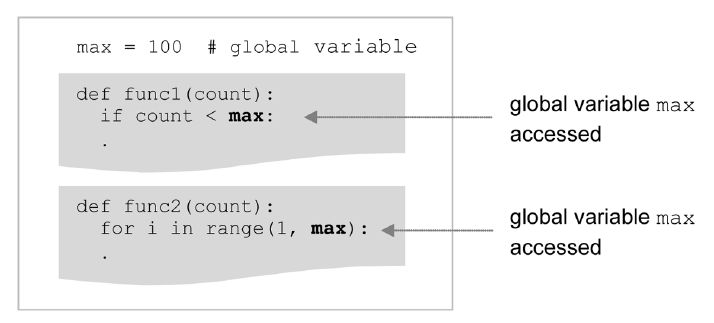 max = 100  # global variable
def func1(count):
if count < max:
.
global variable max
accessed
def func2(count):
for i in range(1, max):
.
global variable max
accessed